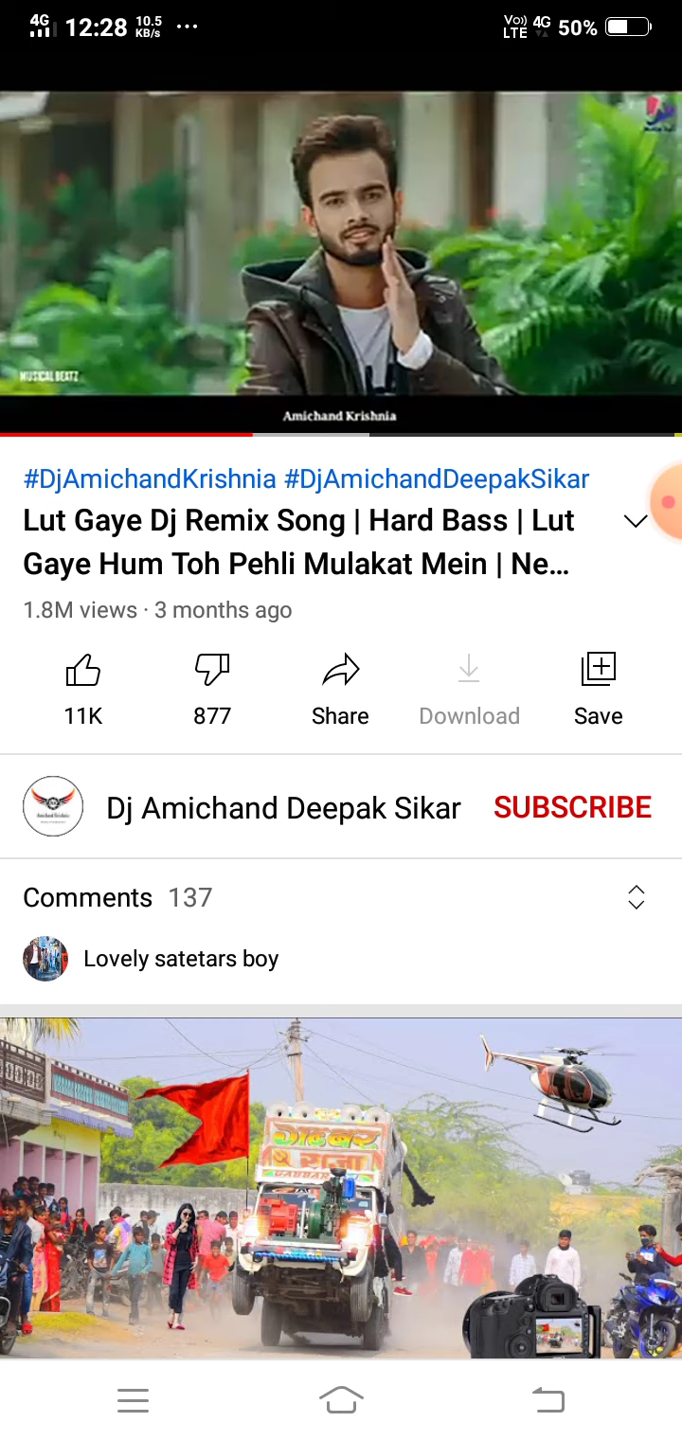 4G 12:28 10.5 KB/s ... Vo)) LTE 4G 50%
MUSICAL BEATZ
Amichand Krishnia
#DjAmichandKrishnia #DjAmichandDeepakSikar
Lut Gaye Dj Remix Song | Hard Bass | Lut
Gaye Hum Toh Pehli Mulakat Mein | Ne...
1.8M views · 3 months ago
11K 877 Share Download Save
Dj Amichand Deepak Sikar SUBSCRIBE
Comments 137
Lovely satetars boy